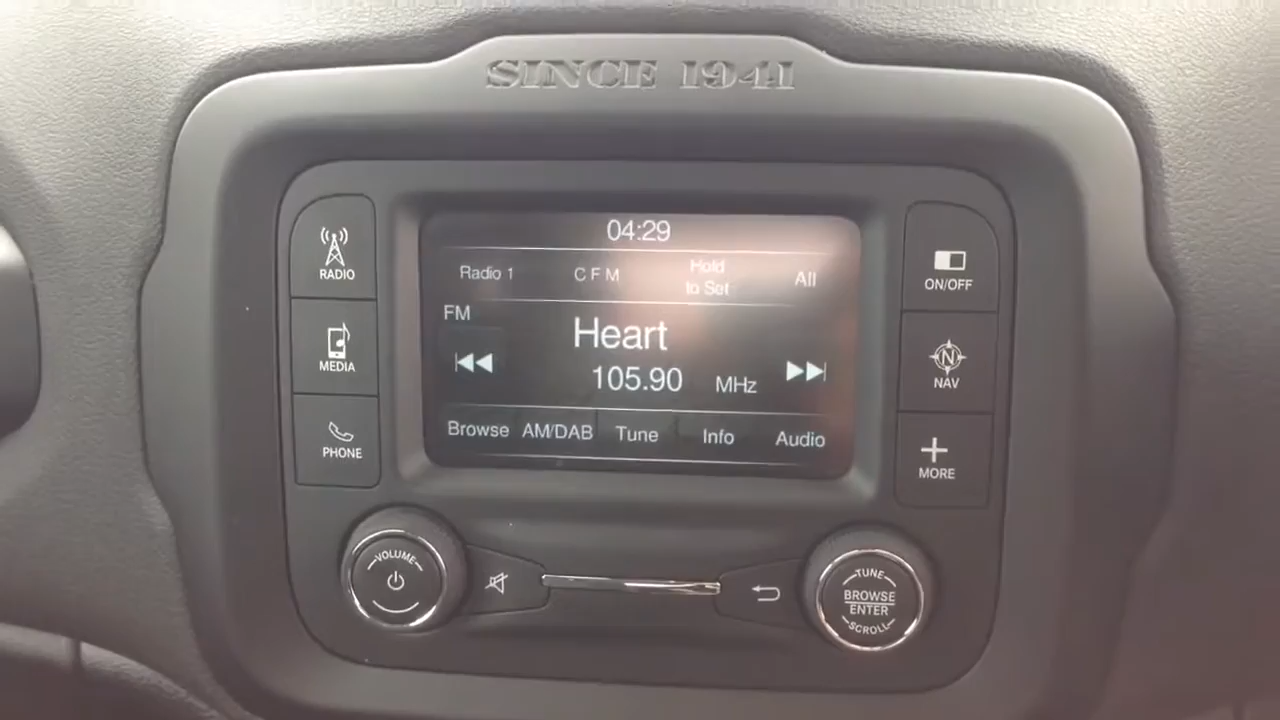 SINCE 1941
04:29
Radio 1
C F M
Hold
to Set
All
FM
Heart
105.90 MHz
Browse
AM/DAB
Tune
Info
Audio
RADIO
MEDIA
PHONE
ON/OFF
N
NAV
MORE
VOLUME
TUNE
BROWSE
ENTER
SCROLL